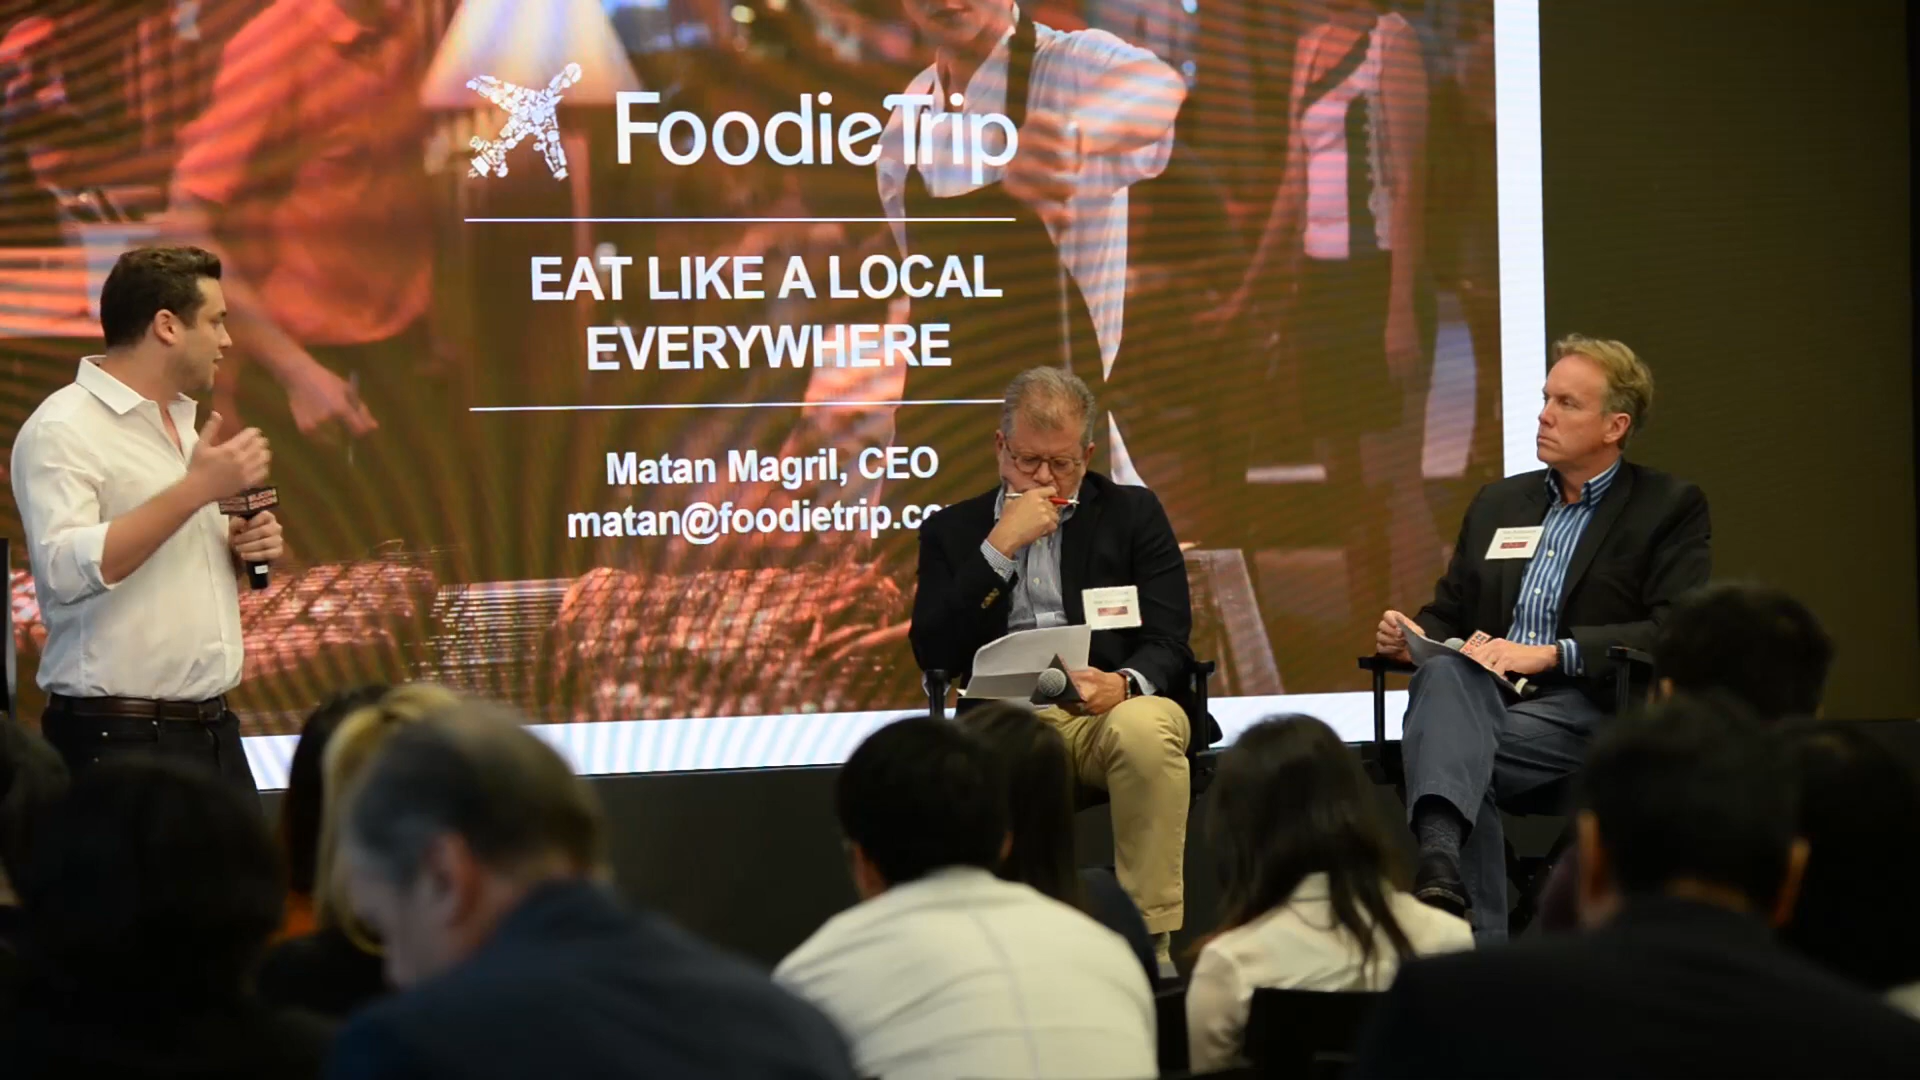 FoodieTrip
EAT LIKE A LOCAL
EVERYWHERE
Matan Magril, CEO
matan@foodietrip.co